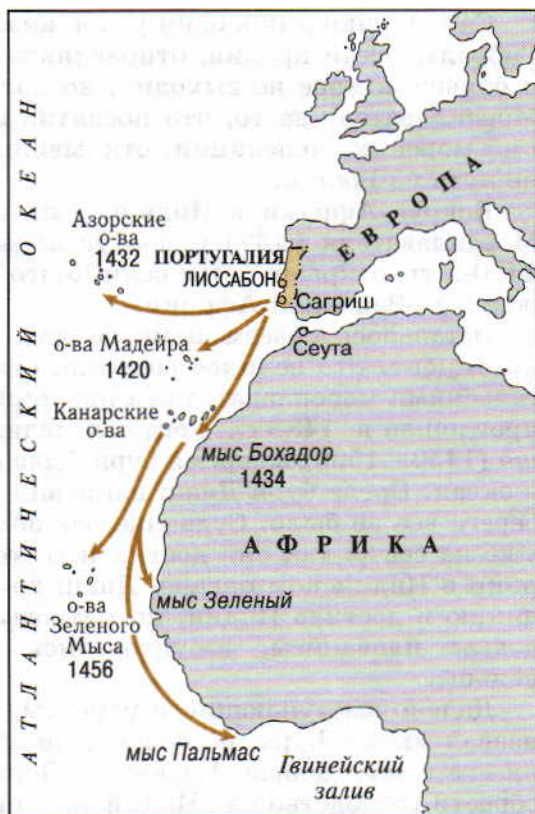 АТЛАНТИЧЕСКИЙ ОКЕАН
ЕВРОПА
Азорские
о-ва
1432
ПОРТУГАЛИЯ
ЛИССАБОН
Сагриш
Сеута
о-ва Мадейра
1420
Канарские
о-ва
мыс Бохадор
1434
АФРИКА
мыс Зеленый
о-ва
Зеленого
Мыса
1456
мыс Пальмас
Гвинейский
залив